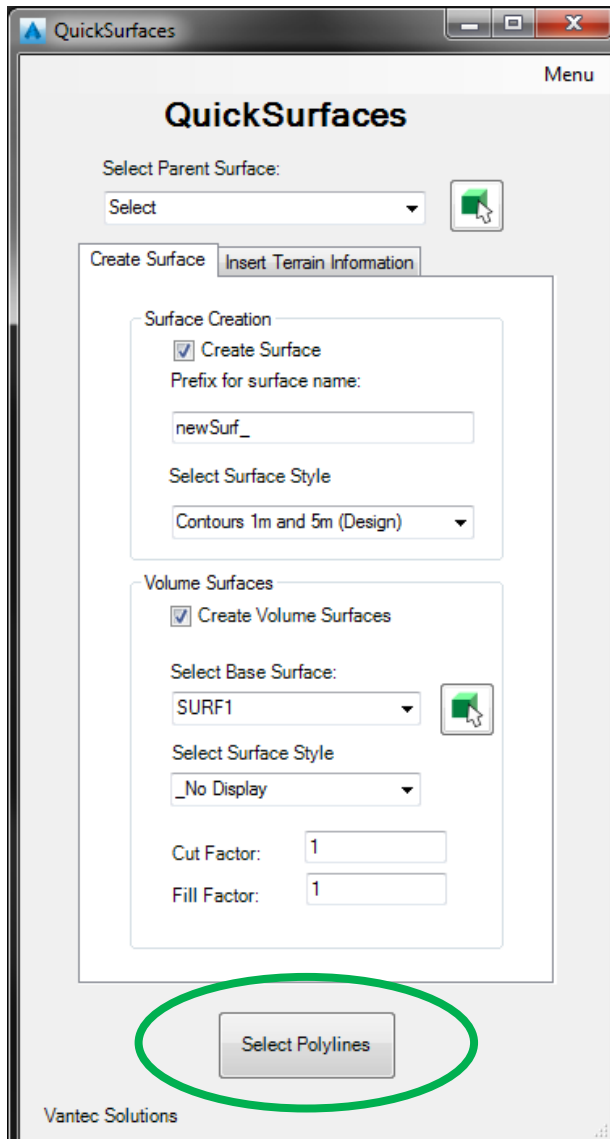 QuickSurfaces
Menu
QuickSurfaces
Select Parent Surface:
Select
Create Surface
Insert Terrain Information
Surface Creation
Create Surface
Prefix for surface name:
newSurf_
Select Surface Style
Contours 1m and 5m (Design)
Volume Surfaces
Create Volume Surfaces
Select Base Surface:
SURF1
Select Surface Style
_No Display
Cut Factor:
1
Fill Factor:
1
Select Polylines
Vantec Solutions